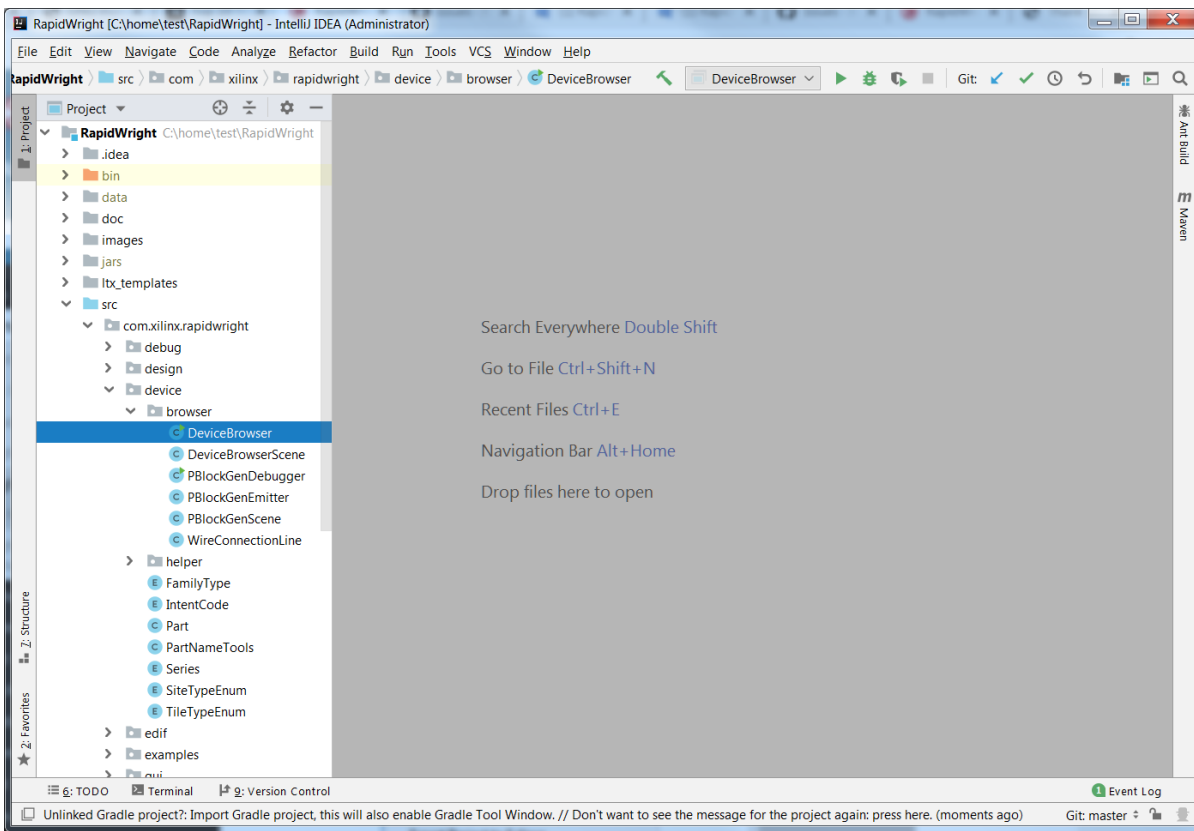 RapidWright [C:\home\test\RapidWright] - IntelliJ IDEA (Administrator)
File Edit View Navigate Code Analyze Refactor Build Run Tools VCS Window Help
RapidWright src com xilinx rapidwright device browser DeviceBrowser DeviceBrowser Git:
Project
1: Project
RapidWright C:\home\test\RapidWright
.idea
bin
data
doc
images
jars
ltx_templates
src
com.xilinx.rapidwright
debug
design
device
browser
DeviceBrowser
DeviceBrowserScene
PBlockGenDebugger
PBlockGenEmitter
PBlockGenScene
WireConnectionLine
helper
FamilyType
IntentCode
Part
PartNameTools
Series
SiteTypeEnum
TileTypeEnum
edif
examples
gui
Search Everywhere Double Shift
Go to File Ctrl+Shift+N
Recent Files Ctrl+E
Navigation Bar Alt+Home
Drop files here to open
Ant Build
m Maven
Z: Structure
2: Favorites
6: TODO Terminal 9: Version Control 1 Event Log
Unlinked Gradle project?: Import Gradle project, this will also enable Gradle Tool Window. // Don't want to see the message for the project again: press here. (moments ago) Git: master